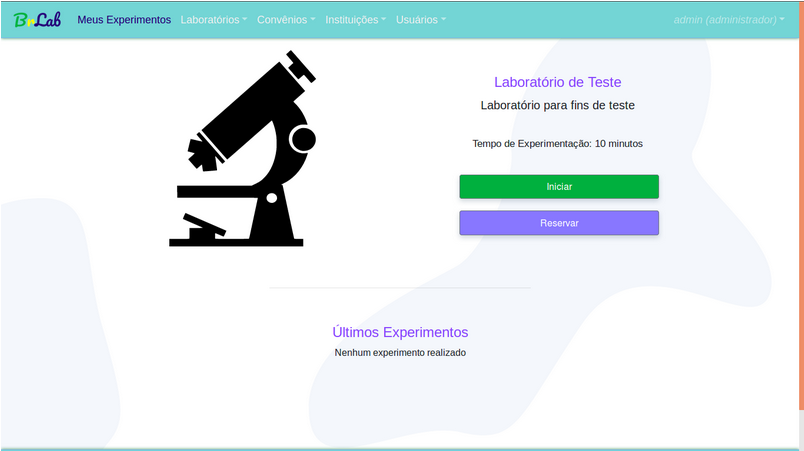 BrLab Meus Experimentos Laboratórios Convênios Instituições Usuários admin (administrador)
Laboratório de Teste
Laboratório para fins de teste
Tempo de Experimentação: 10 minutos
Iniciar
Reservar
Últimos Experimentos
Nenhum experimento realizado